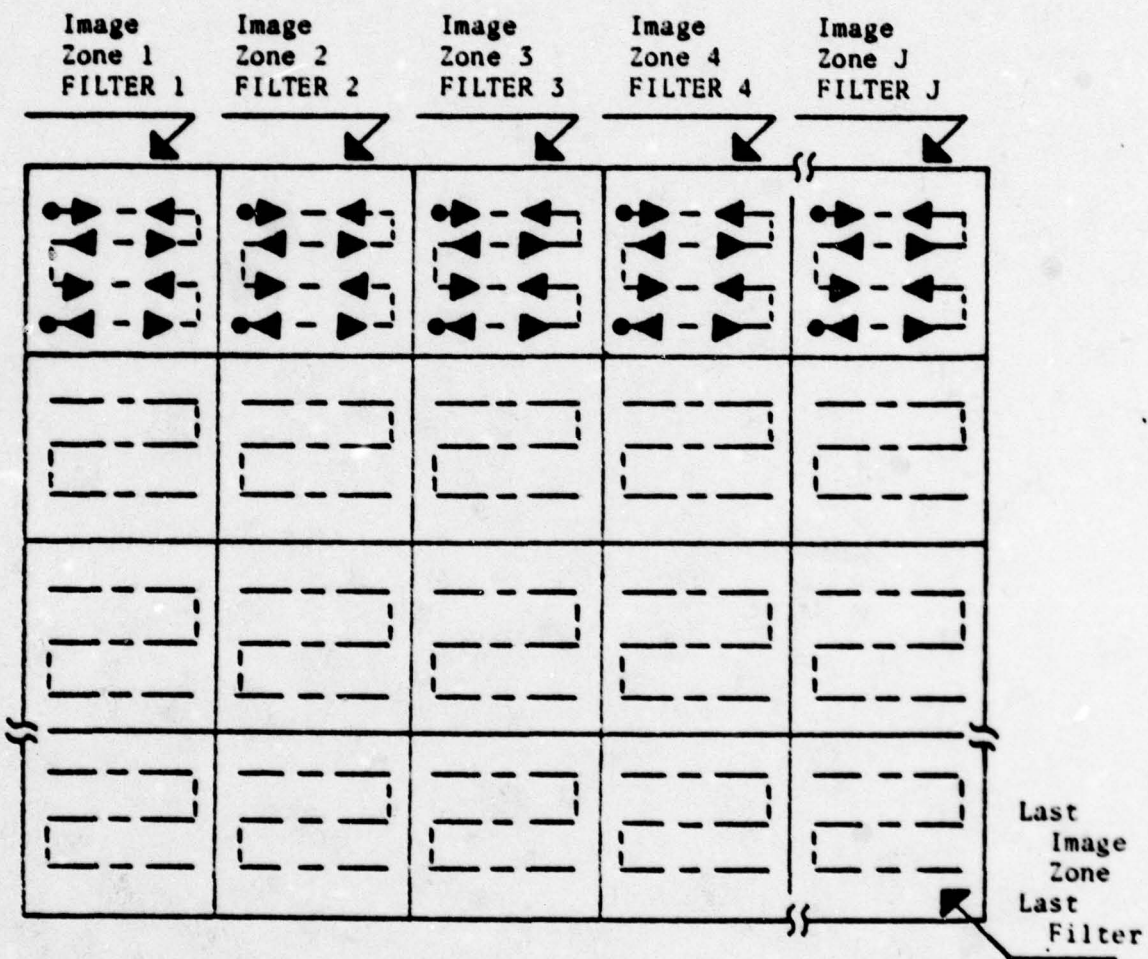 Image
Zone 1
FILTER 1
Image
Zone 2
FILTER 2
Image
Zone 3
FILTER 3
Image
Zone 4
FILTER 4
Image
Zone J
FILTER J
Last
Image
Zone
Last
Filter